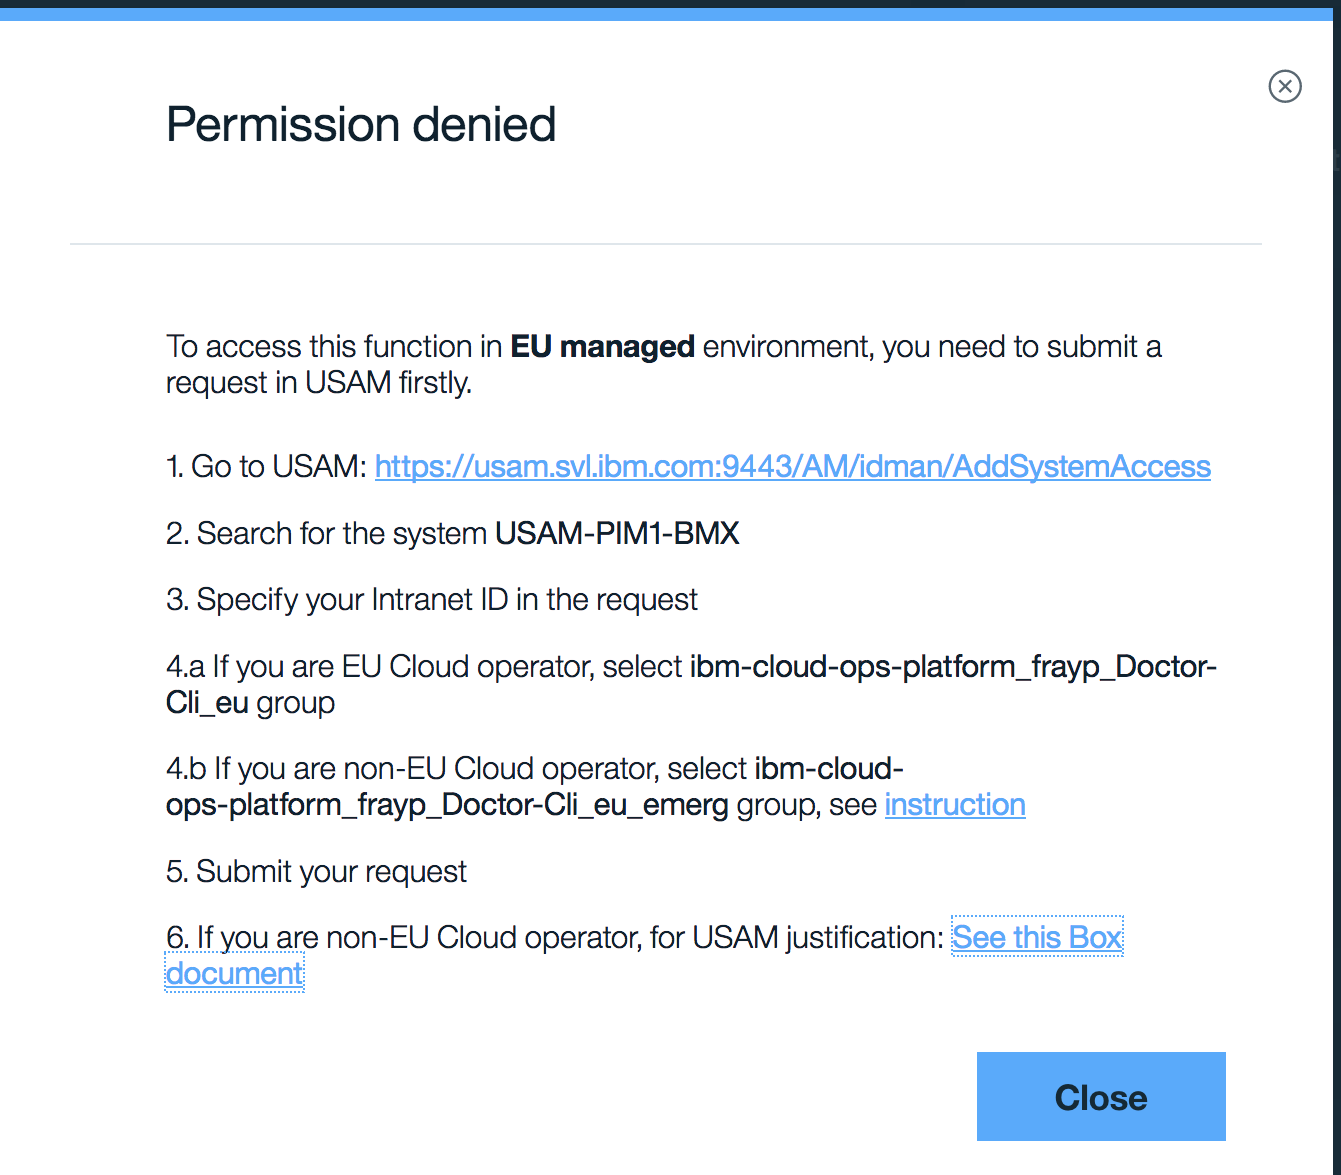 Permission denied
To access this function in EU managed environment, you need to submit a
request in USAM firstly.
1. Go to USAM: https://usam.svl.ibm.com:9443/AM/idman/AddSystemAccess
2. Search for the system USAM-PIM1-BMX
3. Specify your Intranet ID in the request
4.a If you are EU Cloud operator, select ibm-cloud-ops-platform_frayp_Doctor-
Cli_eu group
4.b If you are non-EU Cloud operator, select ibm-cloud-
ops-platform_frayp_Doctor-Cli_eu_emerg group, see instruction
5. Submit your request
6. If you are non-EU Cloud operator, for USAM justification: See this Box
document
Close